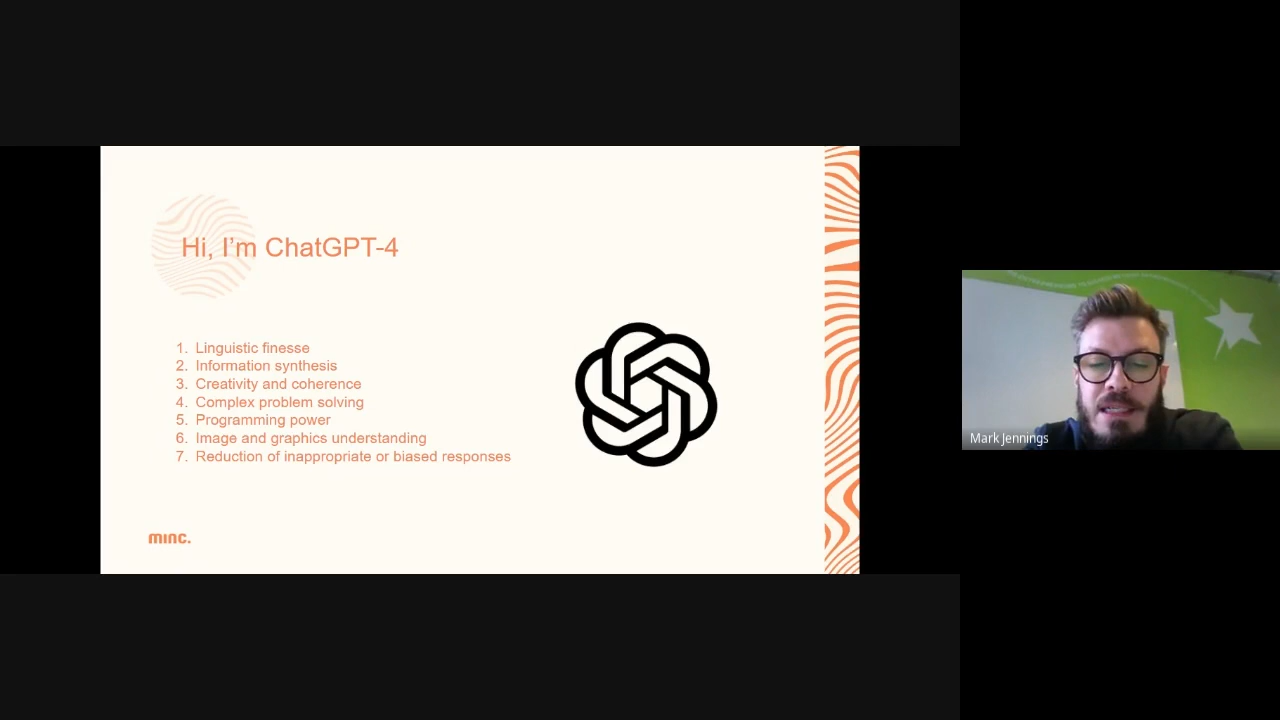 Hi, I'm ChatGPT-4
1. Linguistic finesse
2. Information synthesis
3. Creativity and coherence
4. Complex problem solving
5. Programming power
6. Image and graphics understanding
7. Reduction of inappropriate or biased responses
minc.
Mark Jennings